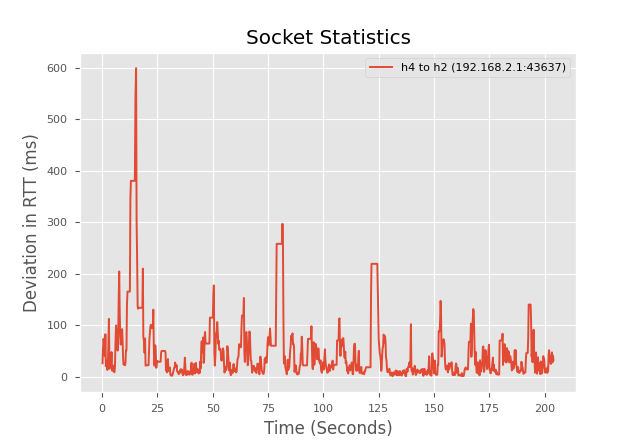 Socket Statistics
h4 to h2 (192.168.2.1:43637)
Deviation in RTT (ms)
600
500
400
300
200
100
0
0 25 50 75 100 125 150 175 200
Time (Seconds)